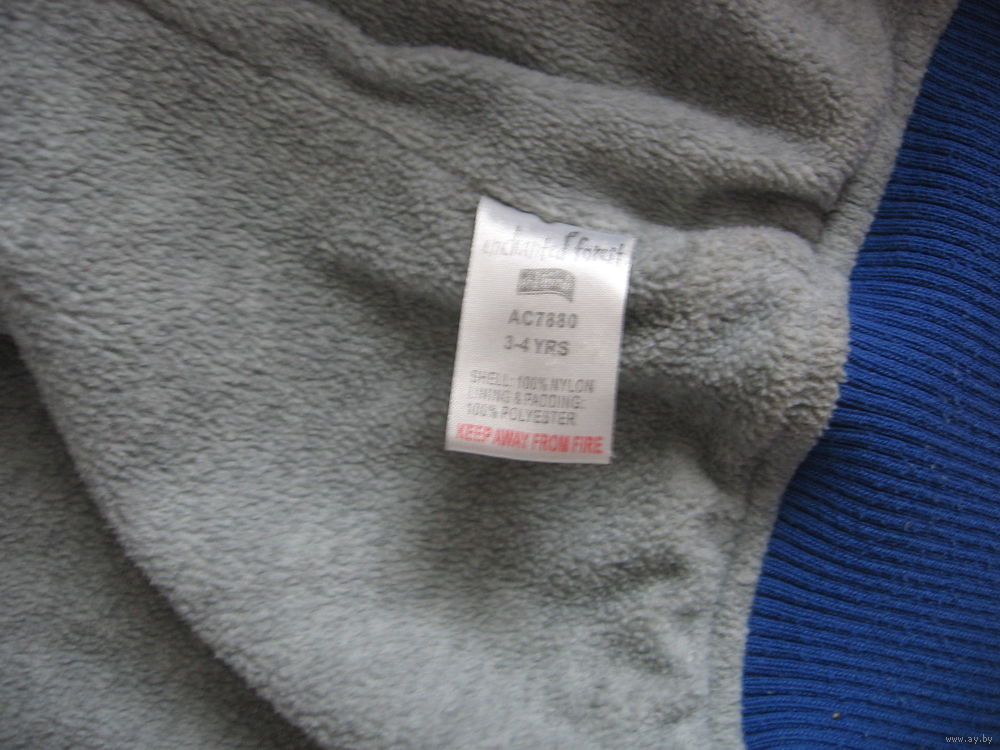 enchanted forest
AC7880
3-4 YRS
SHELL: 100% NYLON
LINING & PADDING:
100% POLYESTER
KEEP AWAY FROM FIRE
www.ay.by